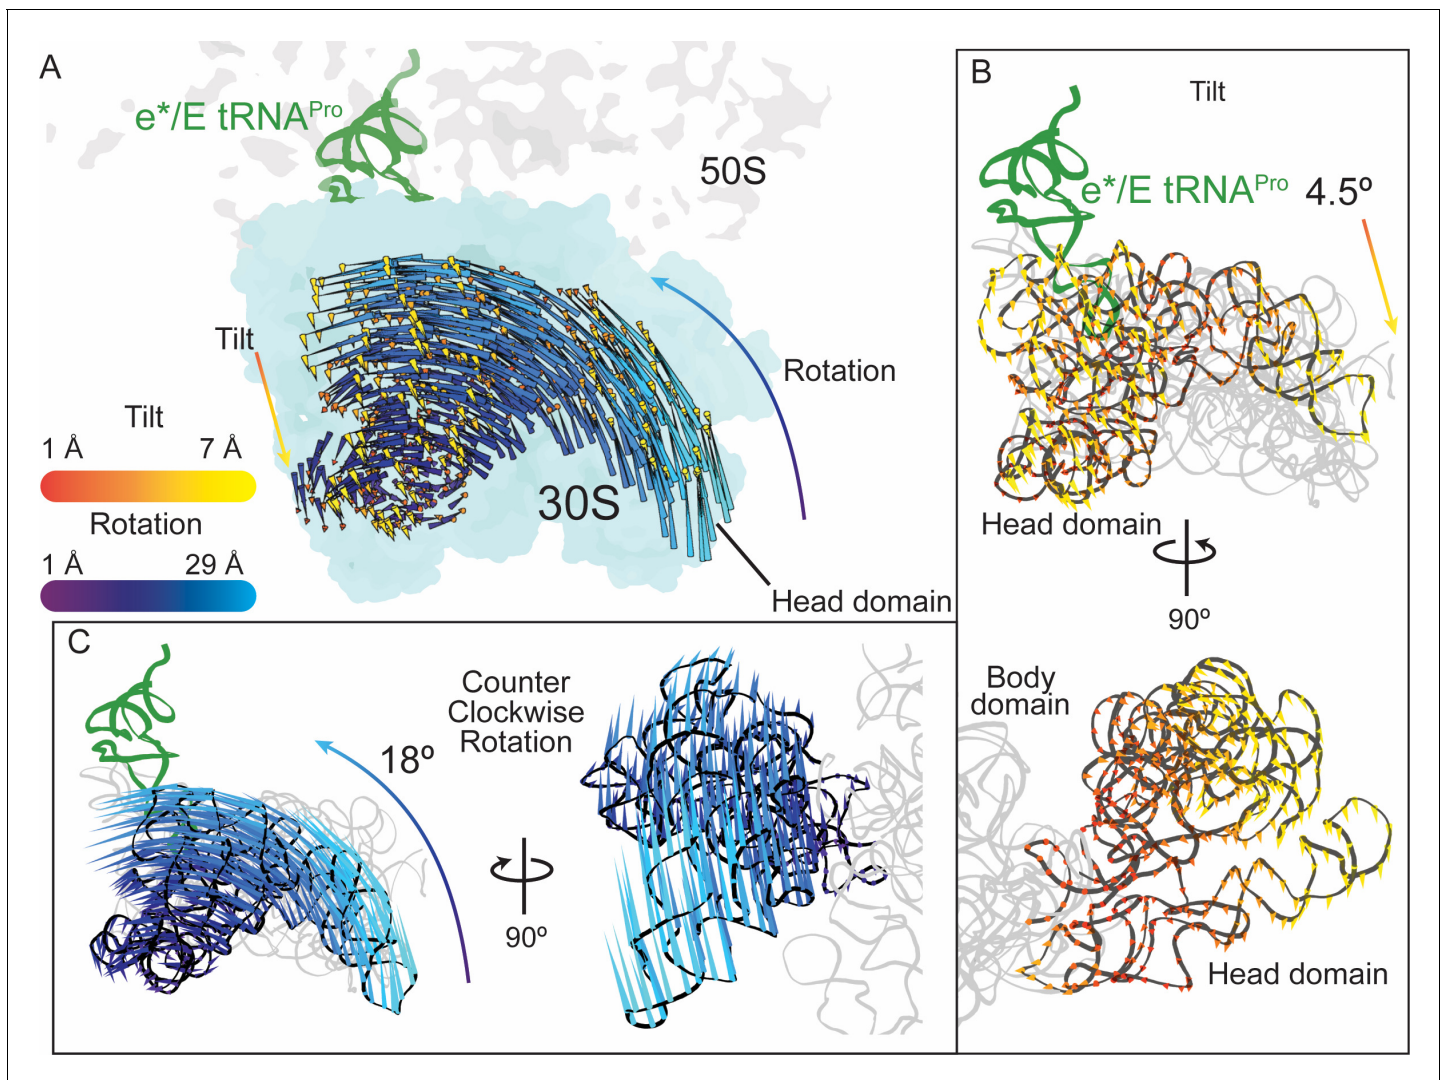 A
e*/E tRNAPro
50S
Tilt
Rotation
Tilt
1 Å 7 Å
Rotation
1 Å 29 Å
30S
Head domain
B
Tilt
e*/E tRNAPro
4.5º
Head domain
90º
Body
domain
Head domain
C
18º
Counter
Clockwise
Rotation
90º